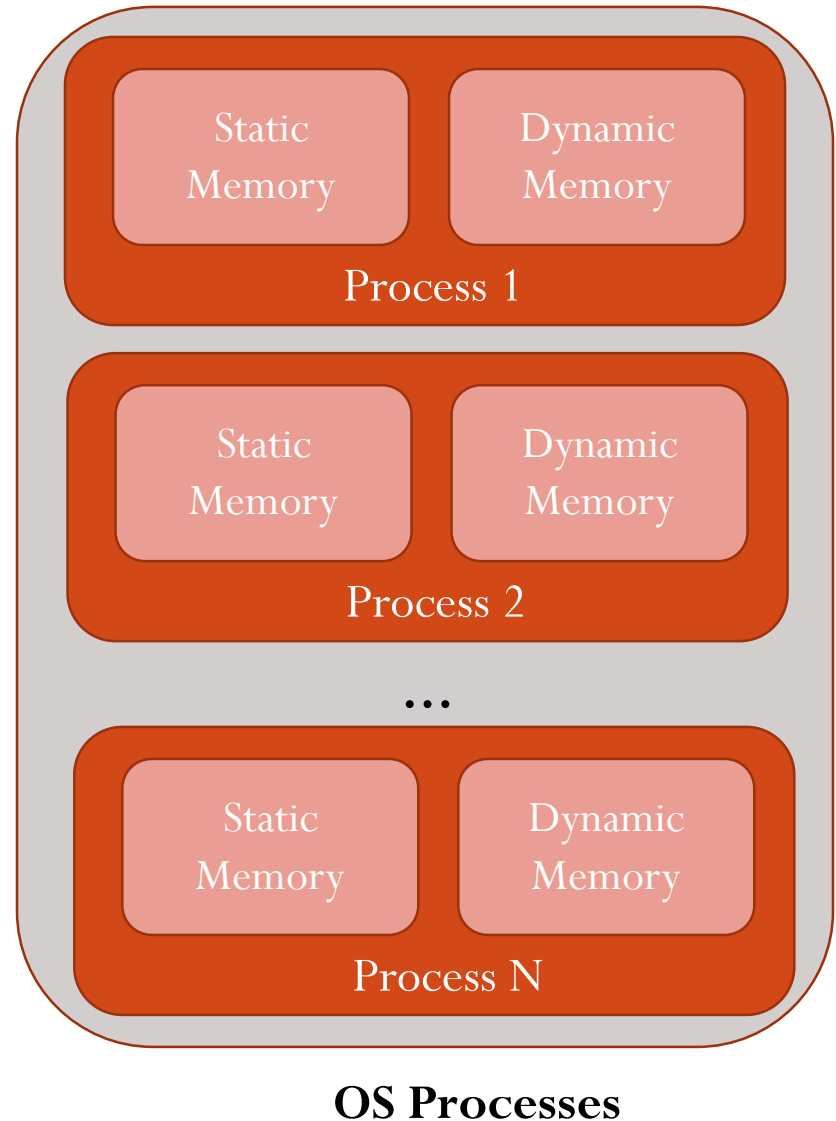 Static
Memory
Dynamic
Memory
Process 1
Static
Memory
Dynamic
Memory
Process 2
...
Static
Memory
Dynamic
Memory
Process N
OS Processes